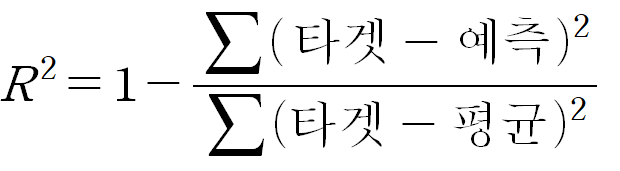 R² = 1 − ∑(타겟 − 예측)² / ∑(타겟 − 평균)²